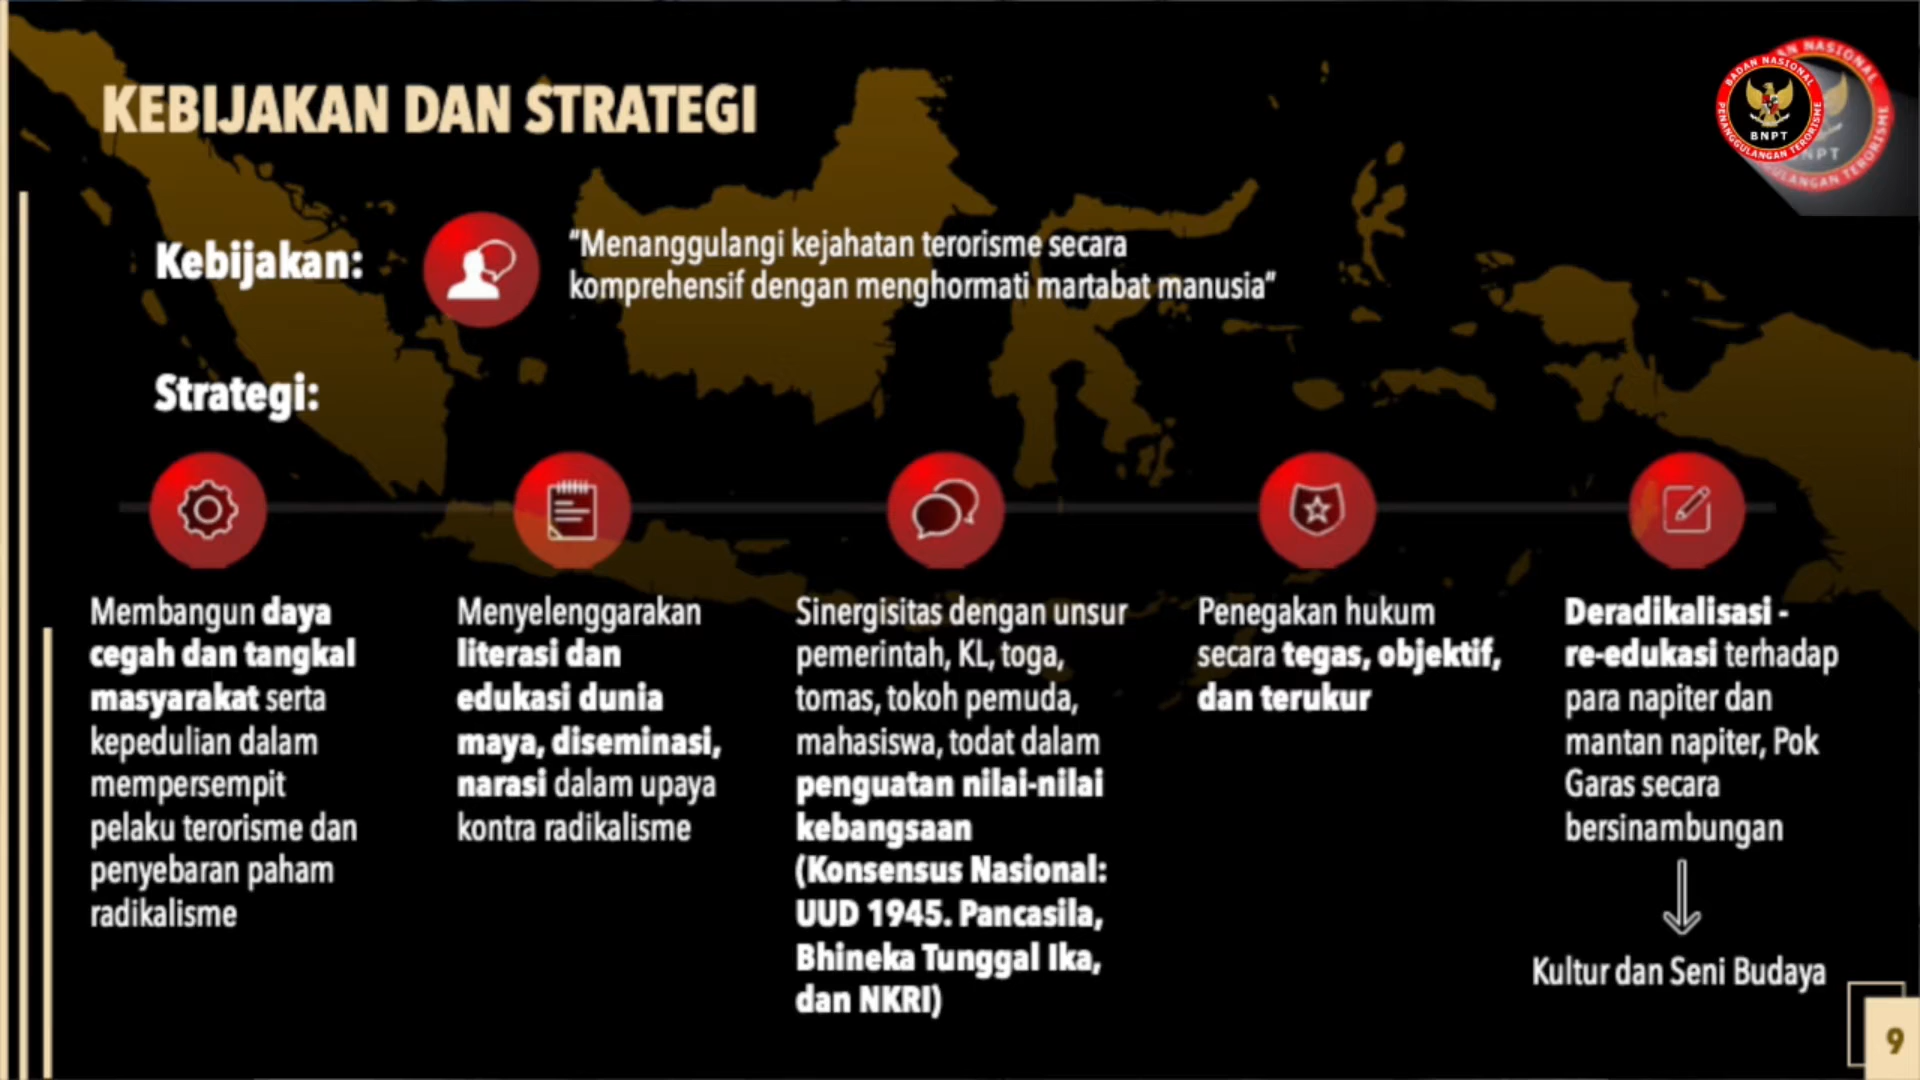 KEBIJAKAN DAN STRATEGI
BADAN NASIONAL
PENANGGULANGAN TERORISME
BNPT
Kebijakan:
"Menanggulangi kejahatan terorisme secara
komprehensif dengan menghormati martabat manusia"
Strategi:
Membangun daya
cegah dan tangkal
masyarakat serta
kepedulian dalam
mempersempit
pelaku terorisme dan
penyebaran paham
radikalisme
Menyelenggarakan
literasi dan
edukasi dunia
maya, diseminasi,
narasi dalam upaya
kontra radikalisme
Sinergisitas dengan unsur
pemerintah, KL, toga,
tomas, tokoh pemuda,
mahasiswa, todat dalam
penguatan nilai-nilai
kebangsaan
(Konsensus Nasional:
UUD 1945. Pancasila,
Bhineka Tunggal Ika,
dan NKRI)
Penegakan hukum
secara tegas, objektif,
dan terukur
Deradikalisasi -
re-edukasi terhadap
para napiter dan
mantan napiter, Pok
Garas secara
bersinambungan
Kultur dan Seni Budaya
9